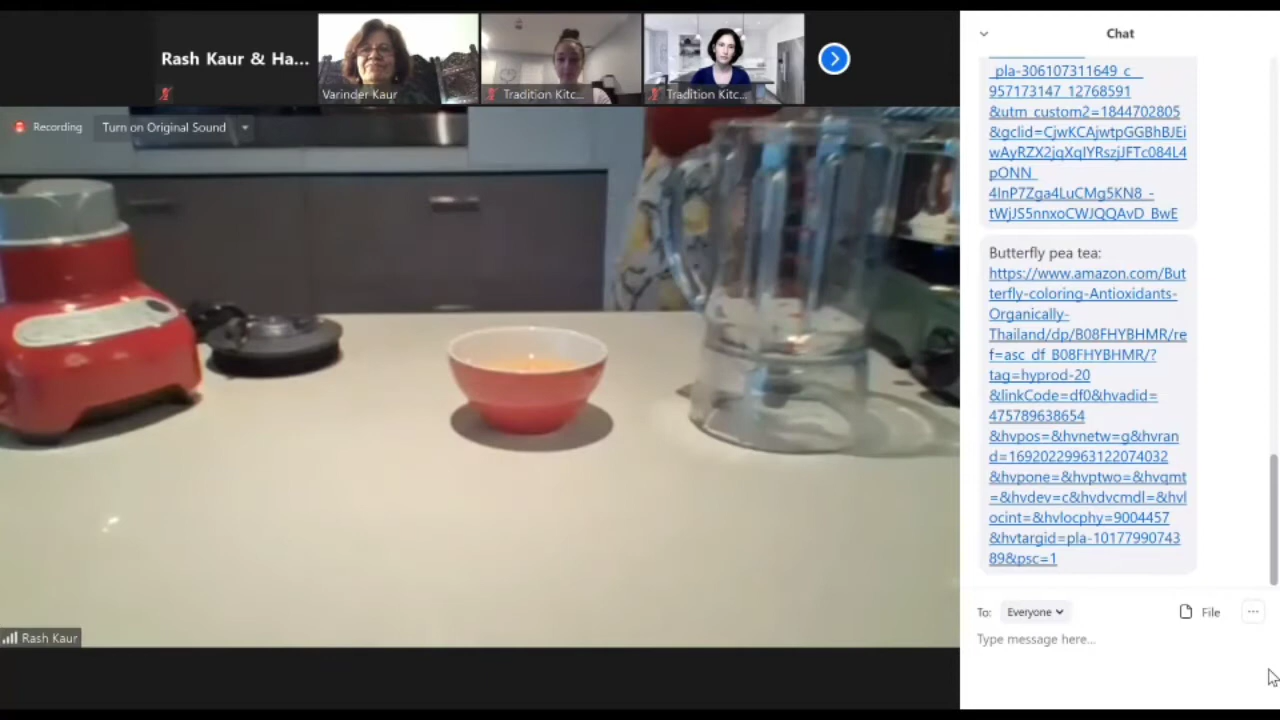 Rash Kaur & Ha...
Varinder Kaur
Tradition Kitc...
Tradition Kitc...
Recording
Turn on Original Sound
Rash Kaur
Chat
_pla-306107311649_c_
957173147_12768591
&utm_custom2=1844702805
&gclid=CjwKCAjwtpGGBhBJEi
wAyRZX2jqXqIYRszjJFTc084L4
pONN_
4InP7Zga4LuCMg5KN8_-
tWjJS5nnxoCWJQQAvD_BwE
Butterfly pea tea:
https://www.amazon.com/But
terfly-coloring-Antioxidants-
Organically-
Thailand/dp/B08FHYBHMR/re
f=asc_df_B08FHYBHMR/?
tag=hyprod-20
&linkCode=df0&hvadid=
475789638654
&hvpos=&hvnetw=g&hvran
d=16920229963122074032
&hvpone=&hvptwo=&hvqmt
=&hvdev=c&hvdvcmdl=&hvl
ocint=&hvlocphy=9004457
&hvtargid=pla-10177990743
89&psc=1
To: Everyone
File
Type message here...